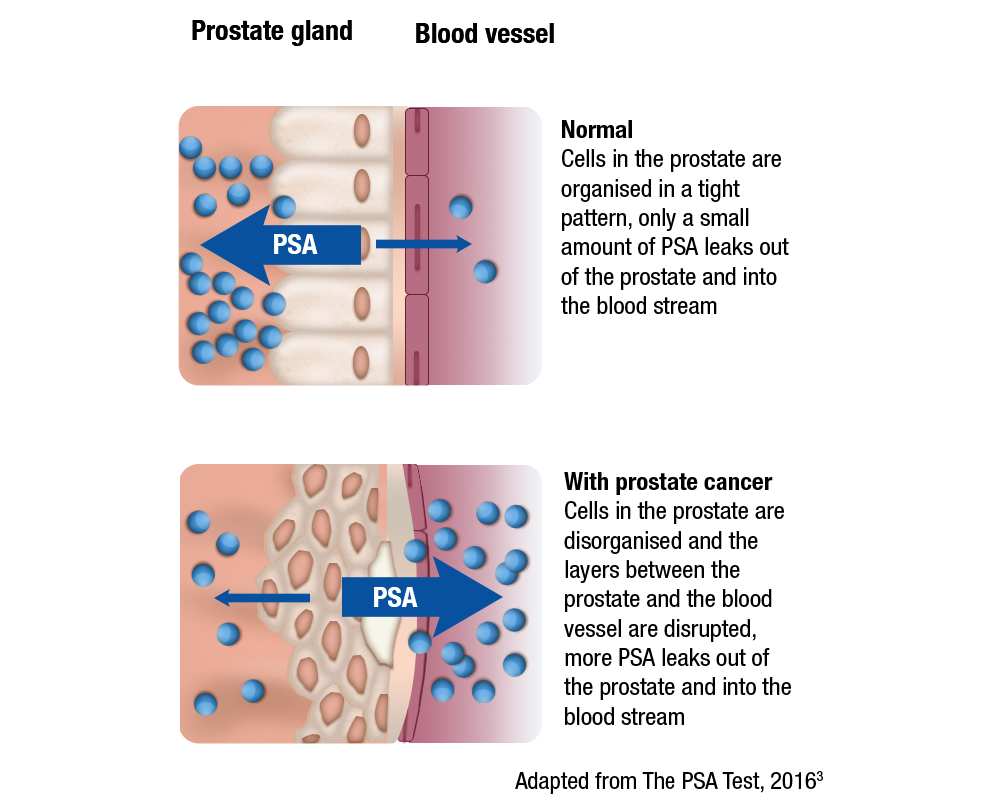 Prostate gland
Blood vessel
PSA
Normal
Cells in the prostate are
organised in a tight
pattern, only a small
amount of PSA leaks out
of the prostate and into
the blood stream
PSA
With prostate cancer
Cells in the prostate are
disorganised and the
layers between the
prostate and the blood
vessel are disrupted,
more PSA leaks out of
the prostate and into the
blood stream
Adapted from The PSA Test, 2016³